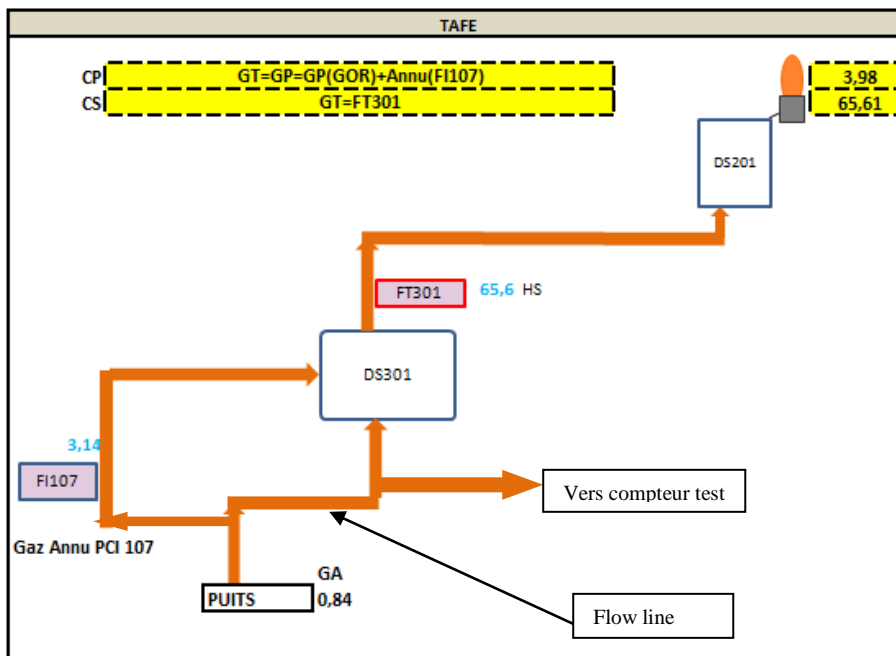 TAFE
CP GT=GP=GP(GOR)+Annu(FI107) 3,98
CS GT=FT301 65,61
DS201
FT301 65,6 HS
DS301
3,14
FI107
Vers compteur test
Gaz Annu PCI 107
GA
PUITS 0,84
Flow line